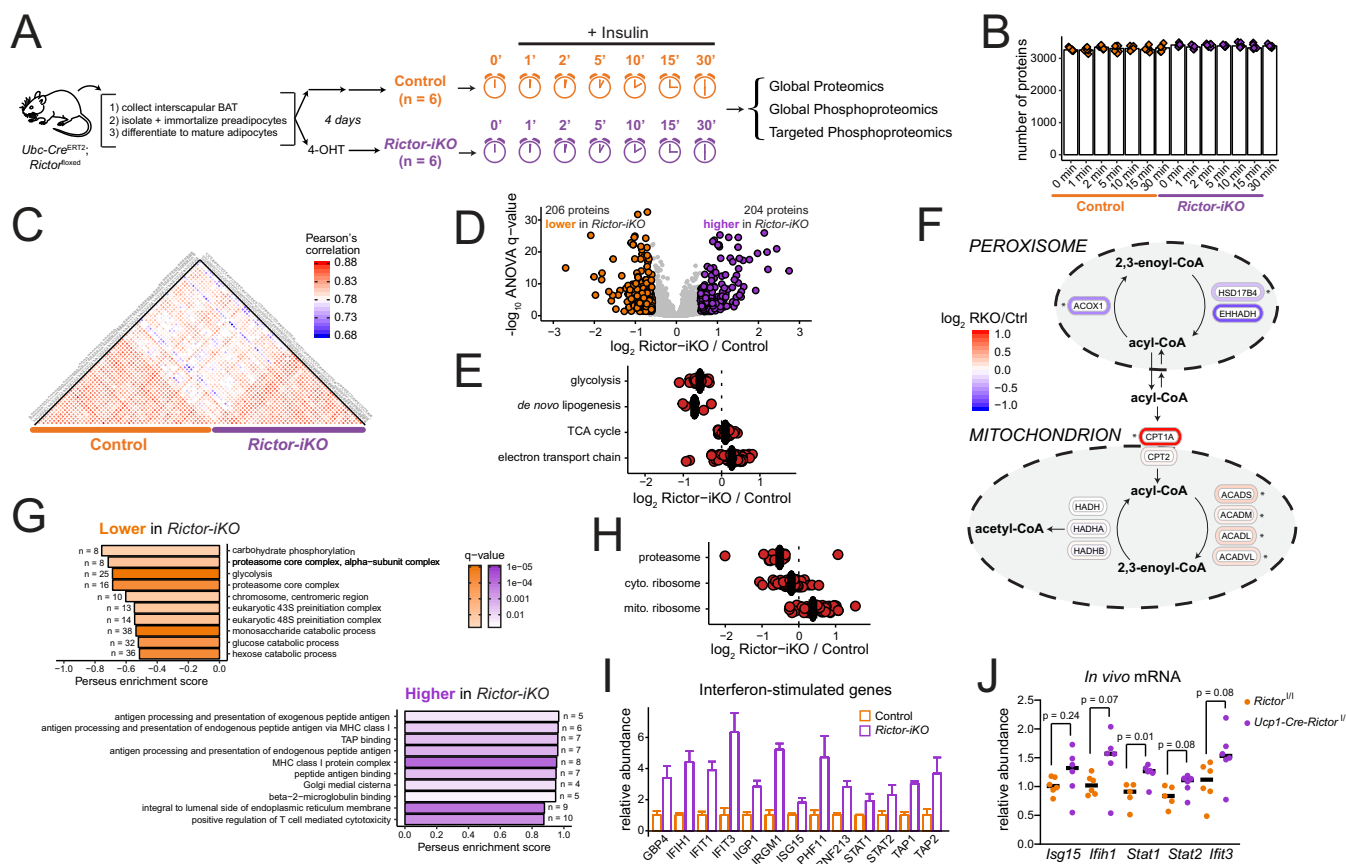 A
+ Insulin
Control
(n = 6)
0' 1' 2' 5' 10' 15' 30'
1) collect interscapular BAT
2) isolate + immortalize preadipocytes
3) differentiate to mature adipocytes
4 days
4-OHT
Rictor-iKO
(n = 6)
0' 1' 2' 5' 10' 15' 30'
Ubc-CreERT2;
Rictorfloxed
Global Proteomics
Global Phosphoproteomics
Targeted Phosphoproteomics
B
number of proteins
3000
2000
1000
0
0 min 1 min 2 min 5 min 10 min 15 min 30 min 0 min 1 min 2 min 5 min 10 min 15 min 30 min
Control Rictor-iKO
C
Pearson's
correlation
0.88
0.83
0.78
0.73
0.68
Control Rictor-iKO
D
206 proteins
lower in Rictor-iKO
204 proteins
higher in Rictor-iKO
-log10 ANOVA q-value
30
20
10
0
−3 −2 −1 0 1 2 3
log2 Rictor−iKO / Control
E
glycolysis
de novo lipogenesis
TCA cycle
electron transport chain
−2 −1 0 1
log2 Rictor-iKO / Control
F
PEROXISOME
2,3-enoyl-CoA
* ACOX1
HSD17B4 *
EHHADH
acyl-CoA
log2 RKO/Ctrl
1.0
0.5
0.0
−0.5
−1.0
acyl-CoA
MITOCHONDRION
* CPT1A
CPT2
acyl-CoA
HADH
HADHA
HADHB
acetyl-CoA
ACADS *
ACADM *
ACADL *
ACADVL *
2,3-enoyl-CoA
G
Lower in Rictor-iKO
n = 8 carbohydrate phosphorylation
n = 8 proteasome core complex, alpha-subunit complex
n = 25 glycolysis
n = 16 proteasome core complex
n = 10 chromosome, centromeric region
n = 13 eukaryotic 43S preinitiation complex
n = 14 eukaryotic 48S preinitiation complex
n = 38 monosaccharide catabolic process
n = 32 glucose catabolic process
n = 36 hexose catabolic process
−1.0 −0.8 −0.6 −0.4 −0.2 0.0
Perseus enrichment score
q-value
1e−05
1e−04
0.001
0.01
Higher in Rictor-iKO
antigen processing and presentation of exogenous peptide antigen n = 5
antigen processing and presentation of endogenous peptide antigen via MHC class I n = 6
TAP binding n = 7
antigen processing and presentation of endogenous peptide antigen n = 7
MHC class I protein complex n = 8
peptide antigen binding n = 7
Golgi medial cisterna n = 4
beta−2−microglobulin binding n = 5
integral to lumenal side of endoplasmic reticulum membrane n = 9
positive regulation of T cell mediated cytotoxicity n = 10
0.0 0.2 0.4 0.6 0.8 1.0
Perseus enrichment score
H
proteasome
cyto. ribosome
mito. ribosome
−2 −1 0 1
log2 Rictor-iKO / Control
I
Interferon-stimulated genes
Control
Rictor-iKO
relative abundance
6
4
2
0
GBP4 IFIH1 IFIT1 IFIT3 IIGP1 IRGM1 ISG15 PHF11 RNF213 STAT1 STAT2 TAP1 TAP2
J
In vivo mRNA
Rictor l/l
Ucp1-Cre-Rictor l/l
p = 0.24
p = 0.07
p = 0.01
p = 0.08
p = 0.08
relative abundance
2.5
2.0
1.5
1.0
0.5
0.0
Isg15 Ifih1 Stat1 Stat2 Ifit3